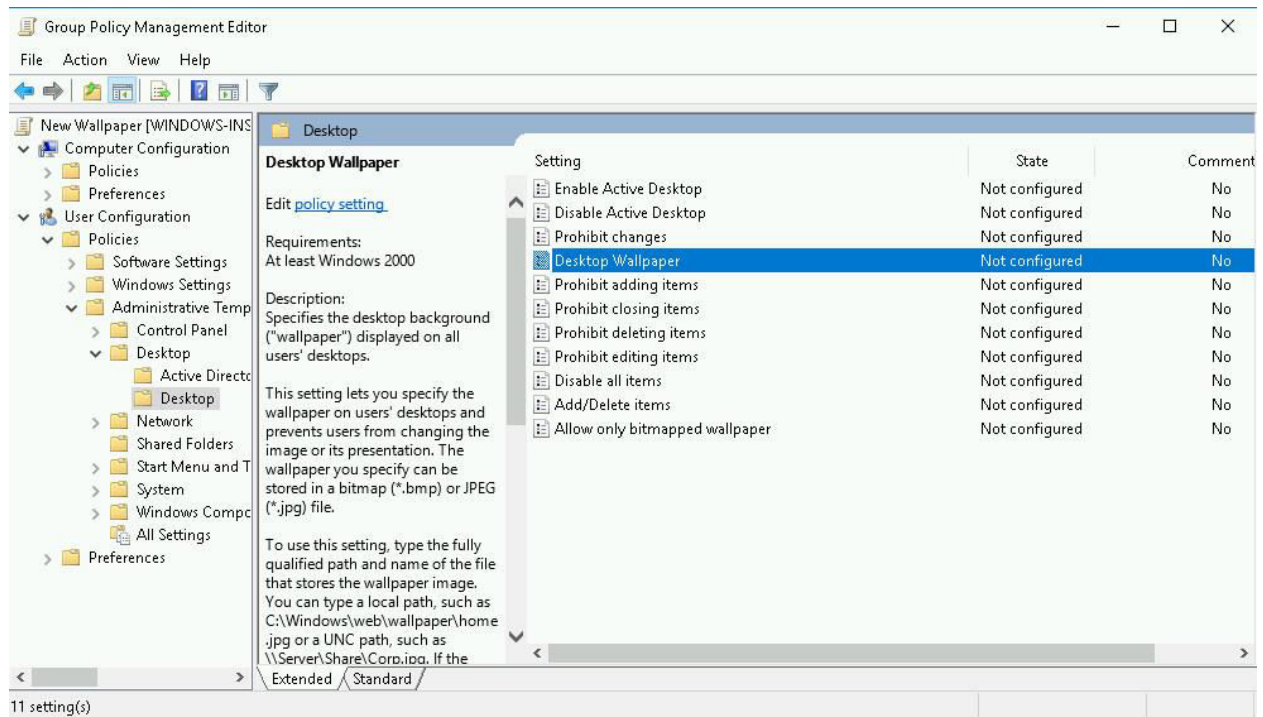 Group Policy Management Editor
File Action View Help
New Wallpaper [WINDOWS-INS
Computer Configuration
Policies
Preferences
User Configuration
Policies
Software Settings
Windows Settings
Administrative Temp
Control Panel
Desktop
Active Directo
Desktop
Network
Shared Folders
Start Menu and T
System
Windows Compo
All Settings
Preferences
Desktop
Desktop Wallpaper
Edit policy setting
Requirements:
At least Windows 2000
Description:
Specifies the desktop background
("wallpaper") displayed on all
users' desktops.
This setting lets you specify the
wallpaper on users' desktops and
prevents users from changing the
image or its presentation. The
wallpaper you specify can be
stored in a bitmap (*.bmp) or JPEG
(*.jpg) file.
To use this setting, type the fully
qualified path and name of the file
that stores the wallpaper image.
You can type a local path, such as
C:\Windows\web\wallpaper\home
.jpg or a UNC path, such as
\\Server\Share\Corp.jpg. If the
Setting State Comment
Enable Active Desktop Not configured No
Disable Active Desktop Not configured No
Prohibit changes Not configured No
Desktop Wallpaper Not configured No
Prohibit adding items Not configured No
Prohibit closing items Not configured No
Prohibit deleting items Not configured No
Prohibit editing items Not configured No
Disable all items Not configured No
Add/Delete items Not configured No
Allow only bitmapped wallpaper Not configured No
Extended Standard
11 setting(s)